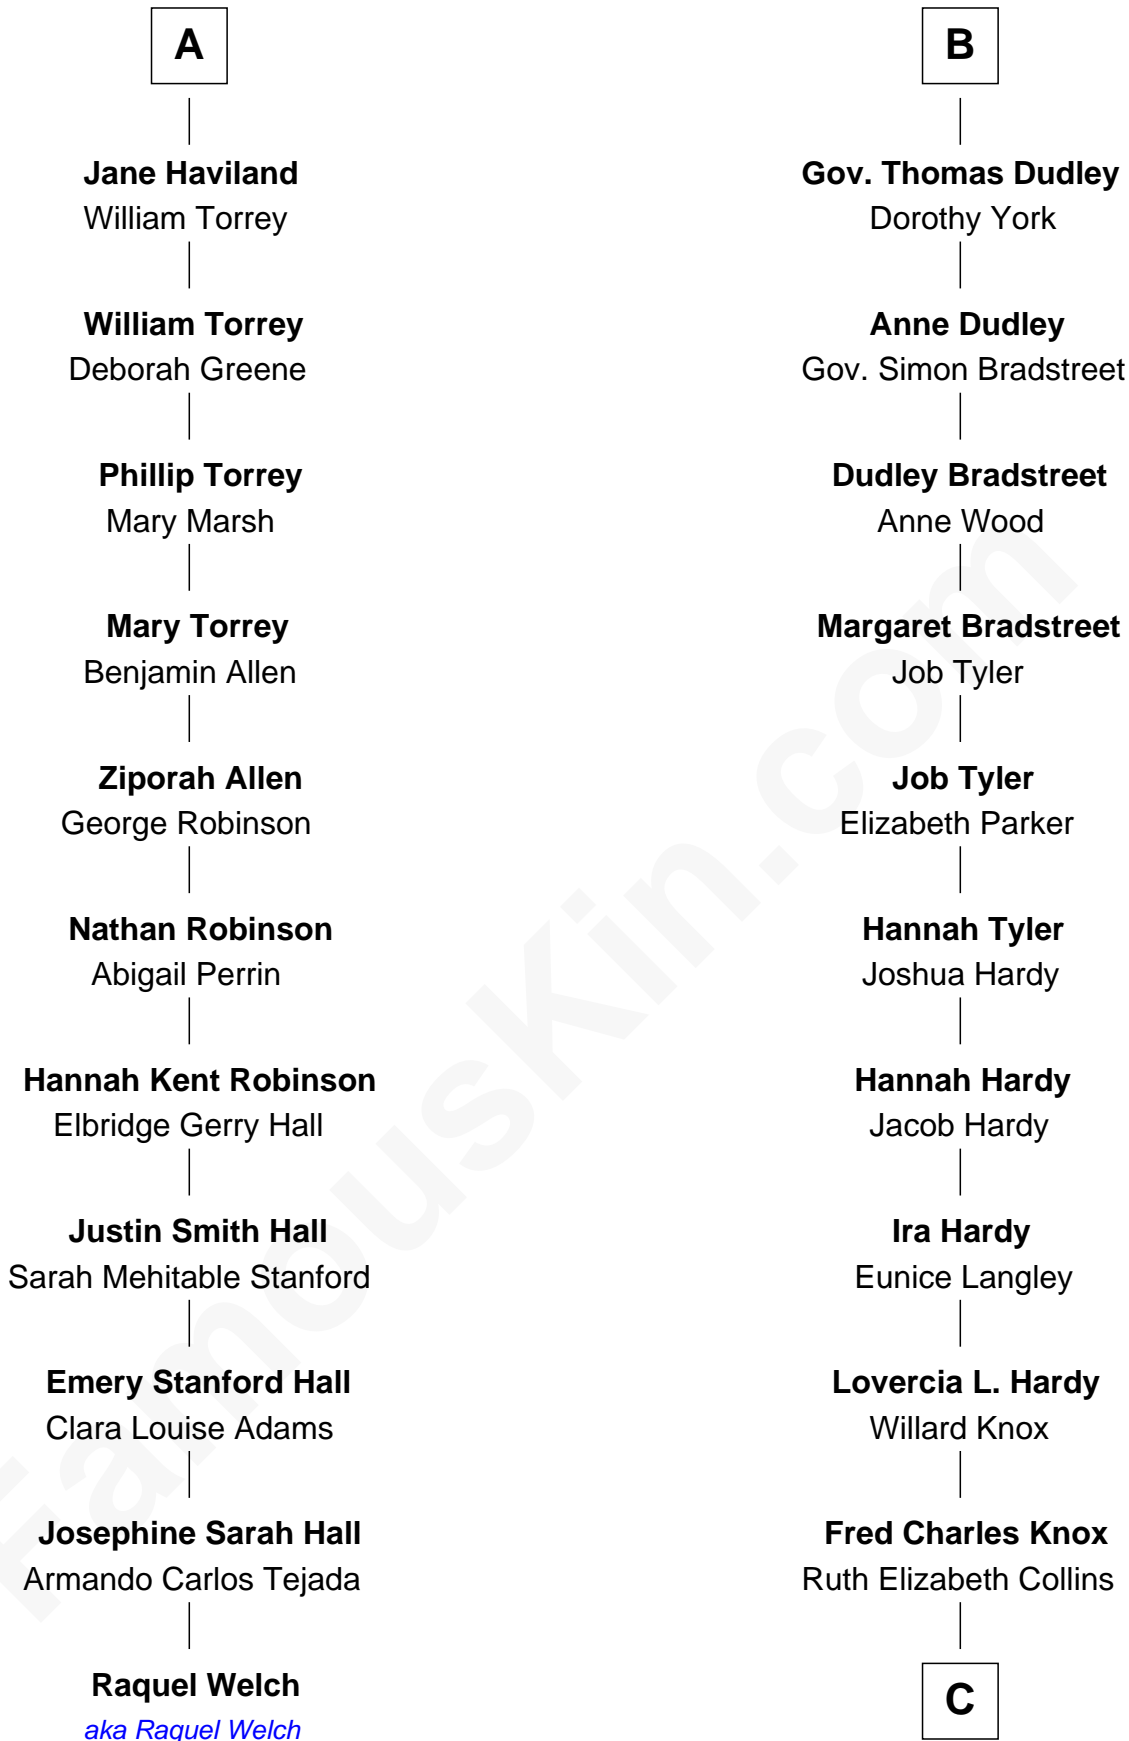 A
Jane Haviland
William Torrey
William Torrey
Deborah Greene
Phillip Torrey
Mary Marsh
Mary Torrey
Benjamin Allen
Ziporah Allen
George Robinson
Nathan Robinson
Abigail Perrin
Hannah Kent Robinson
Elbridge Gerry Hall
Justin Smith Hall
Sarah Mehitable Stanford
Emery Stanford Hall
Clara Louise Adams
Josephine Sarah Hall
Armando Carlos Tejada
Raquel Welch
aka Raquel Welch
B
Gov. Thomas Dudley
Dorothy York
Anne Dudley
Gov. Simon Bradstreet
Dudley Bradstreet
Anne Wood
Margaret Bradstreet
Job Tyler
Job Tyler
Elizabeth Parker
Hannah Tyler
Joshua Hardy
Hannah Hardy
Jacob Hardy
Ira Hardy
Eunice Langley
Lovercia L. Hardy
Willard Knox
Fred Charles Knox
Ruth Elizabeth Collins
C
FamousKin.com